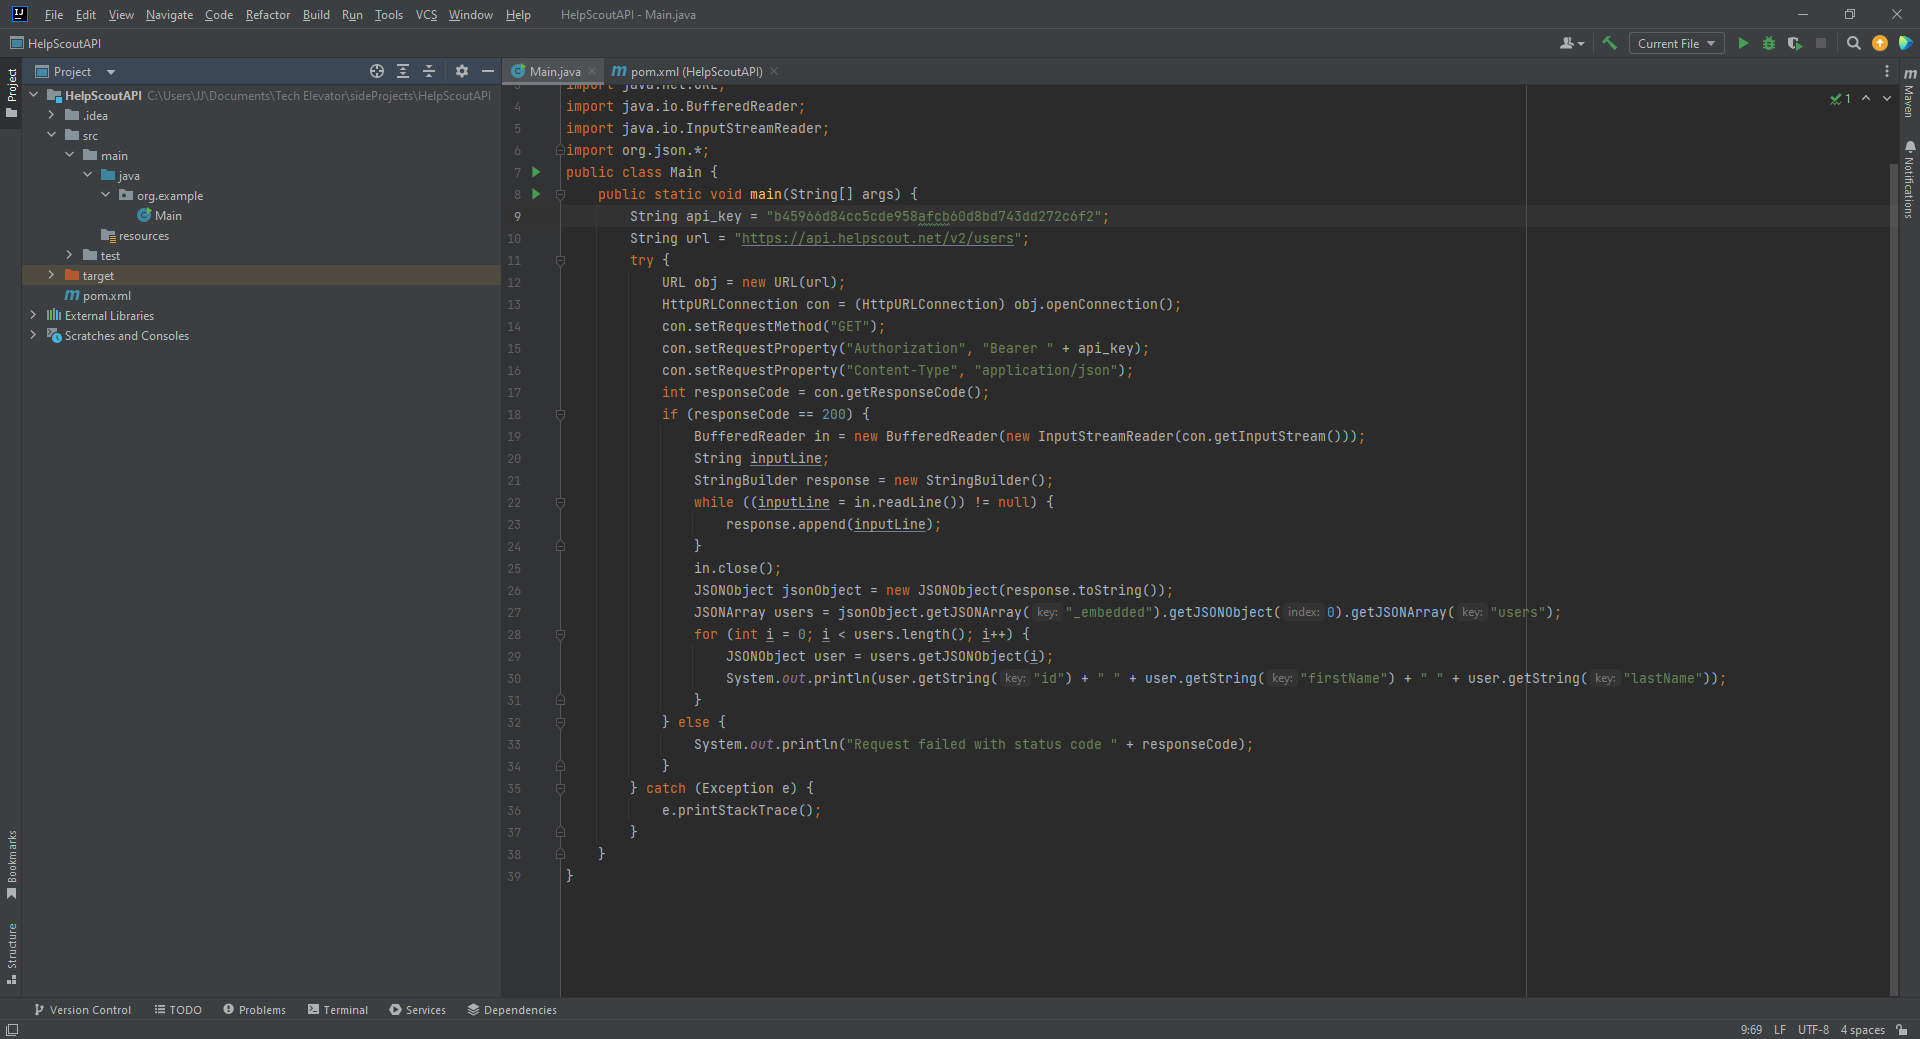 File Edit View Navigate Code Refactor Build Run Tools VCS Window Help HelpScoutAPI - Main.java
HelpScoutAPI
Current File
Project
Project
HelpScoutAPI C:\Users\JJ\Documents\Tech Elevator\sideProjects\HelpScoutAPI
.idea
src
main
java
org.example
Main
resources
test
target
pom.xml
External Libraries
Scratches and Consoles
Bookmarks
Structure
Main.java
pom.xml (HelpScoutAPI)
1
3 import java.net.URL;
4 import java.io.BufferedReader;
5 import java.io.InputStreamReader;
6 import org.json.*;
7 public class Main {
8 public static void main(String[] args) {
9 String api_key = "b45966d84cc5cde958afcb60d8bd743dd272c6f2";
10 String url = "https://api.helpscout.net/v2/users";
11 try {
12 URL obj = new URL(url);
13 HttpURLConnection con = (HttpURLConnection) obj.openConnection();
14 con.setRequestMethod("GET");
15 con.setRequestProperty("Authorization", "Bearer " + api_key);
16 con.setRequestProperty("Content-Type", "application/json");
17 int responseCode = con.getResponseCode();
18 if (responseCode == 200) {
19 BufferedReader in = new BufferedReader(new InputStreamReader(con.getInputStream()));
20 String inputLine;
21 StringBuilder response = new StringBuilder();
22 while ((inputLine = in.readLine()) != null) {
23 response.append(inputLine);
24 }
25 in.close();
26 JSONObject jsonObject = new JSONObject(response.toString());
27 JSONArray users = jsonObject.getJSONArray( key: "_embedded").getJSONObject( index: 0).getJSONArray( key: "users");
28 for (int i = 0; i < users.length(); i++) {
29 JSONObject user = users.getJSONObject(i);
30 System.out.println(user.getString( key: "id") + " " + user.getString( key: "firstName") + " " + user.getString( key: "lastName"));
31 }
32 } else {
33 System.out.println("Request failed with status code " + responseCode);
34 }
35 } catch (Exception e) {
36 e.printStackTrace();
37 }
38 }
39 }
Maven
Notifications
Version Control TODO Problems Terminal Services Dependencies
9:69 LF UTF-8 4 spaces